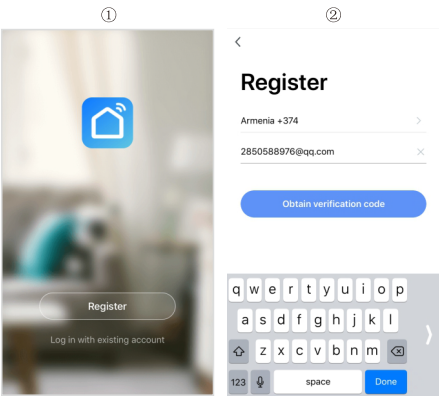 ①
Register
Log in with existing account
②
Register
Armenia +374
2850588976@qq.com
Obtain verification code
q w e r t y u i o p
a s d f g h j k l
z x c v b n m
123 space Done